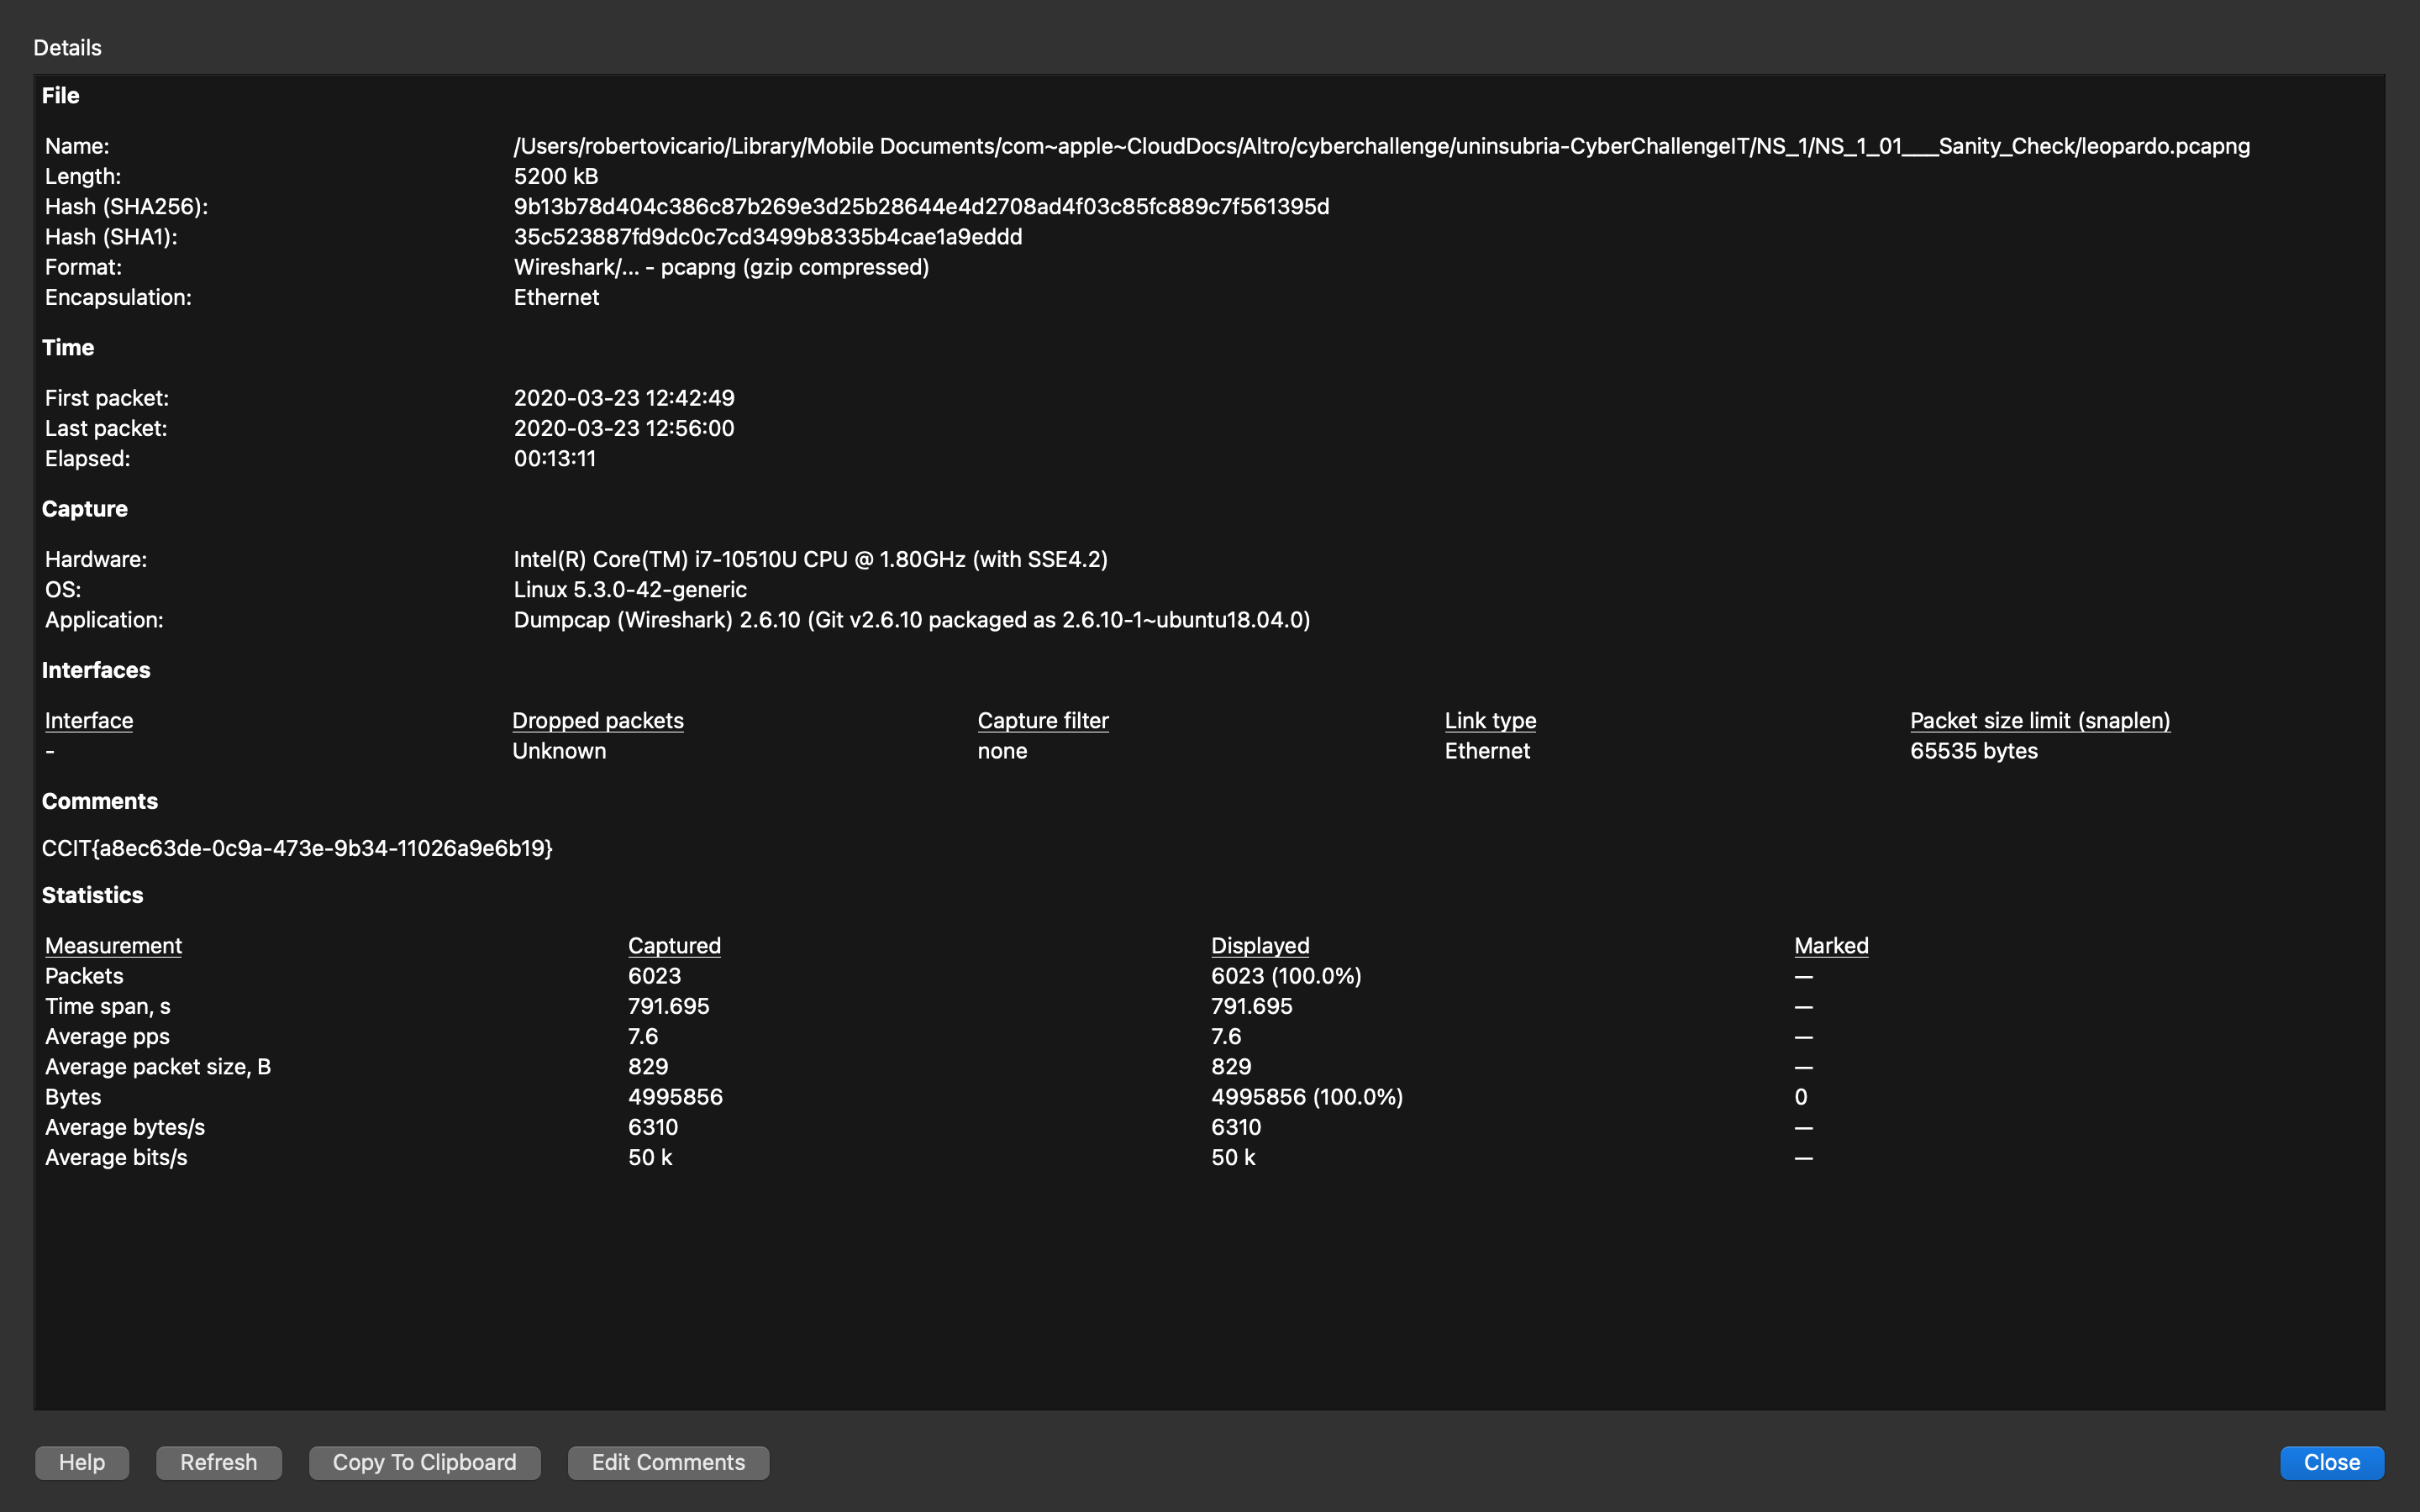 Details
File
Name: /Users/robertovicario/Library/Mobile Documents/com~apple~CloudDocs/Altro/cyberchallenge/uninsubria-CyberChallengeIT/NS_1/NS_1_01___Sanity_Check/leopardo.pcapng
Length: 5200 kB
Hash (SHA256): 9b13b78d404c386c87b269e3d25b28644e4d2708ad4f03c85fc889c7f561395d
Hash (SHA1): 35c523887fd9dc0c7cd3499b8335b4cae1a9eddd
Format: Wireshark/... - pcapng (gzip compressed)
Encapsulation: Ethernet
Time
First packet: 2020-03-23 12:42:49
Last packet: 2020-03-23 12:56:00
Elapsed: 00:13:11
Capture
Hardware: Intel(R) Core(TM) i7-10510U CPU @ 1.80GHz (with SSE4.2)
OS: Linux 5.3.0-42-generic
Application: Dumpcap (Wireshark) 2.6.10 (Git v2.6.10 packaged as 2.6.10-1~ubuntu18.04.0)
Interfaces
Interface Dropped packets Capture filter Link type Packet size limit (snaplen)
- Unknown none Ethernet 65535 bytes
Comments
CCIT{a8ec63de-0c9a-473e-9b34-11026a9e6b19}
Statistics
Measurement Captured Displayed Marked
Packets 6023 6023 (100.0%) —
Time span, s 791.695 791.695 —
Average pps 7.6 7.6 —
Average packet size, B 829 829 —
Bytes 4995856 4995856 (100.0%) 0
Average bytes/s 6310 6310 —
Average bits/s 50 k 50 k —
Help Refresh Copy To Clipboard Edit Comments Close